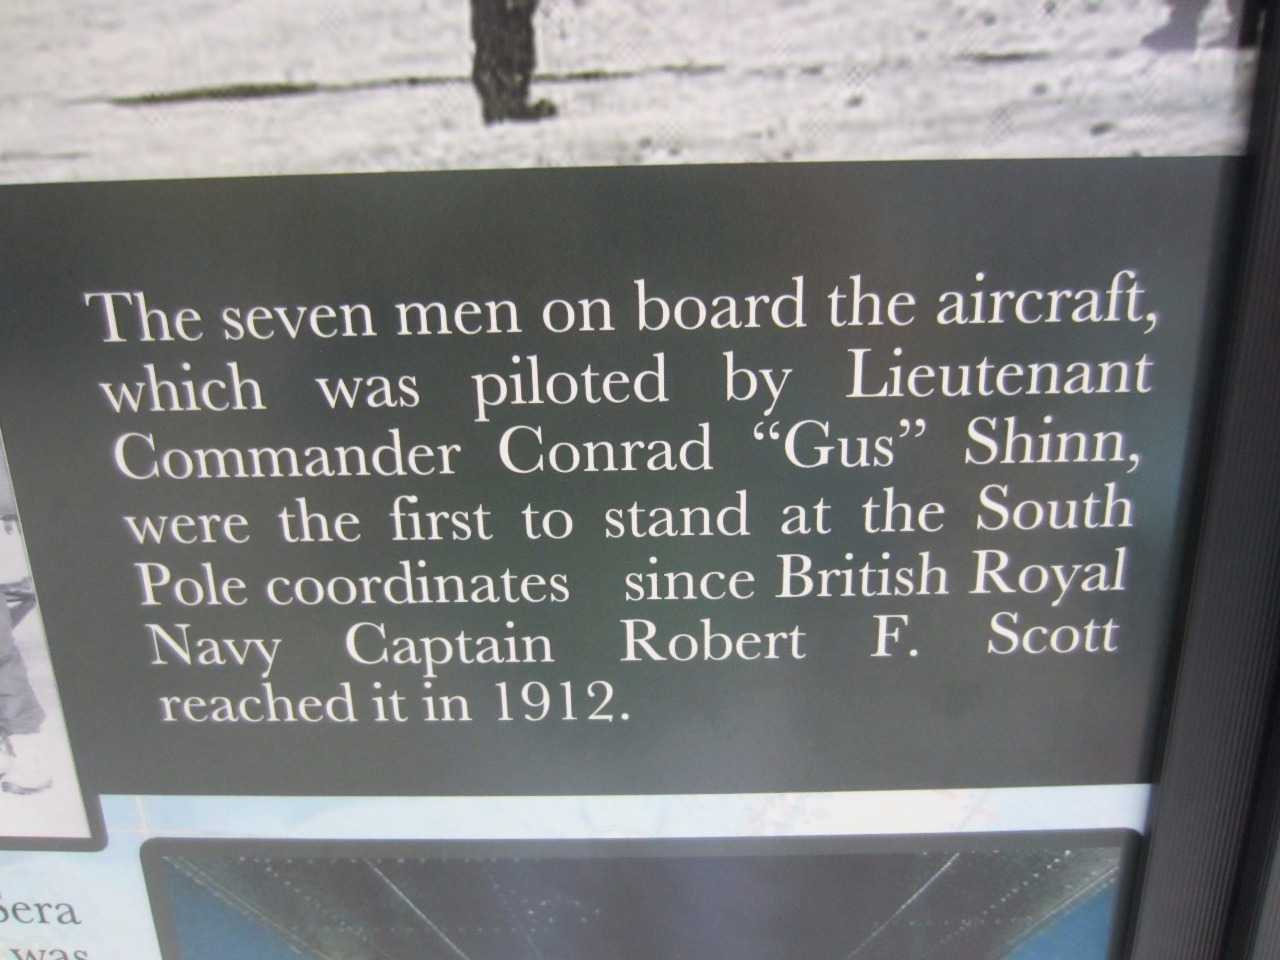 The seven men on board the aircraft,
which was piloted by Lieutenant
Commander Conrad “Gus” Shinn,
were the first to stand at the South
Pole coordinates since British Royal
Navy Captain Robert F. Scott
reached it in 1912.
was